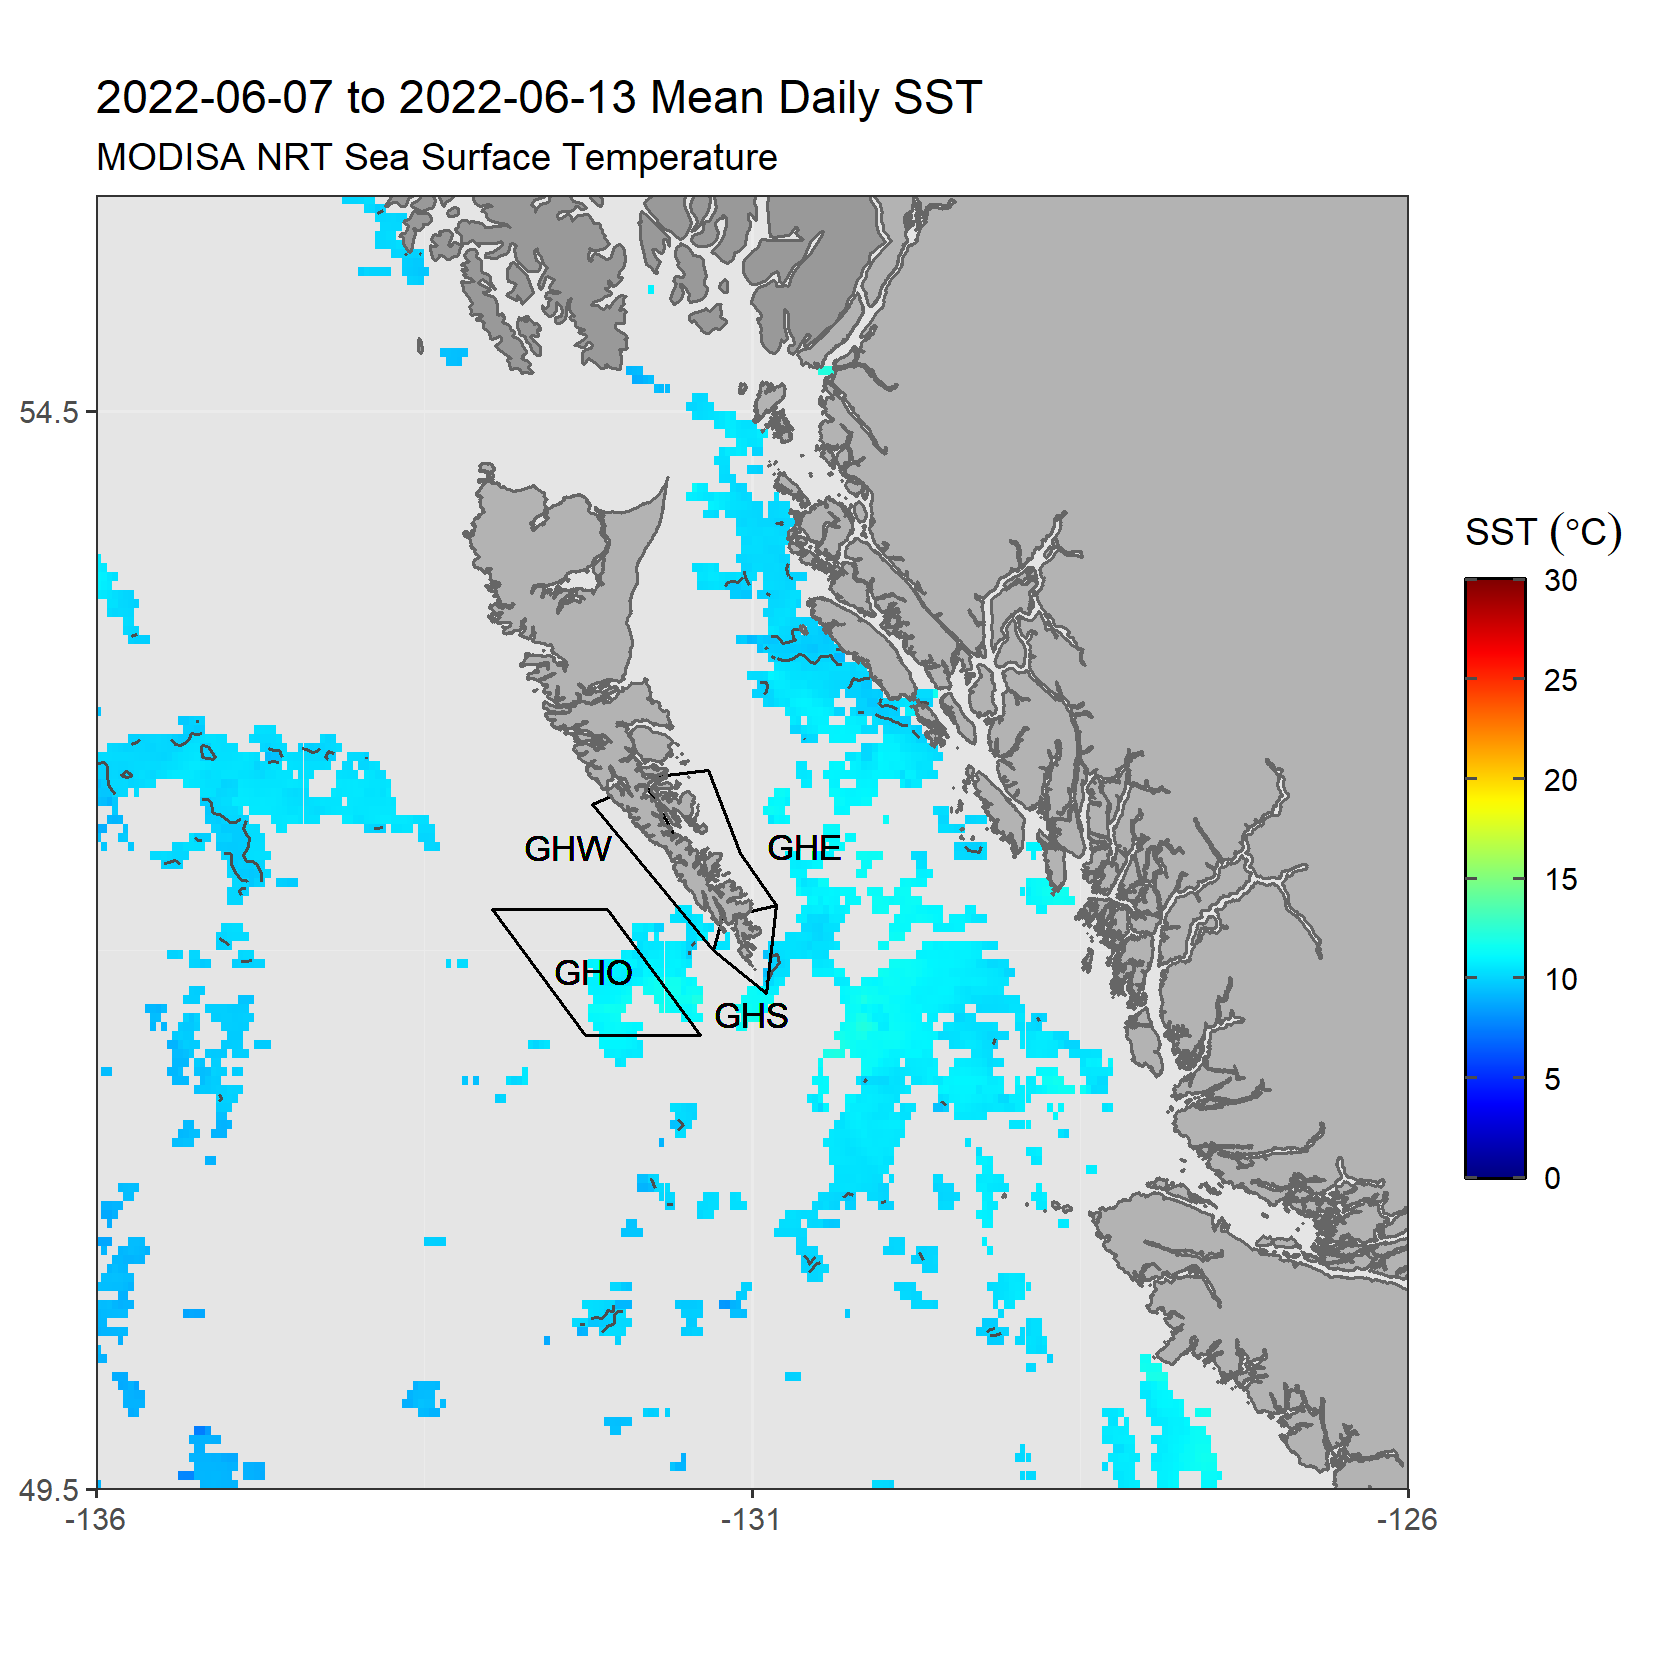 2022-06-07 to 2022-06-13 Mean Daily SST
MODISA NRT Sea Surface Temperature
54.5
49.5
-136
-131
-126
GHW
GHE
GHO
GHS
SST (°C)
30
25
20
15
10
5
0